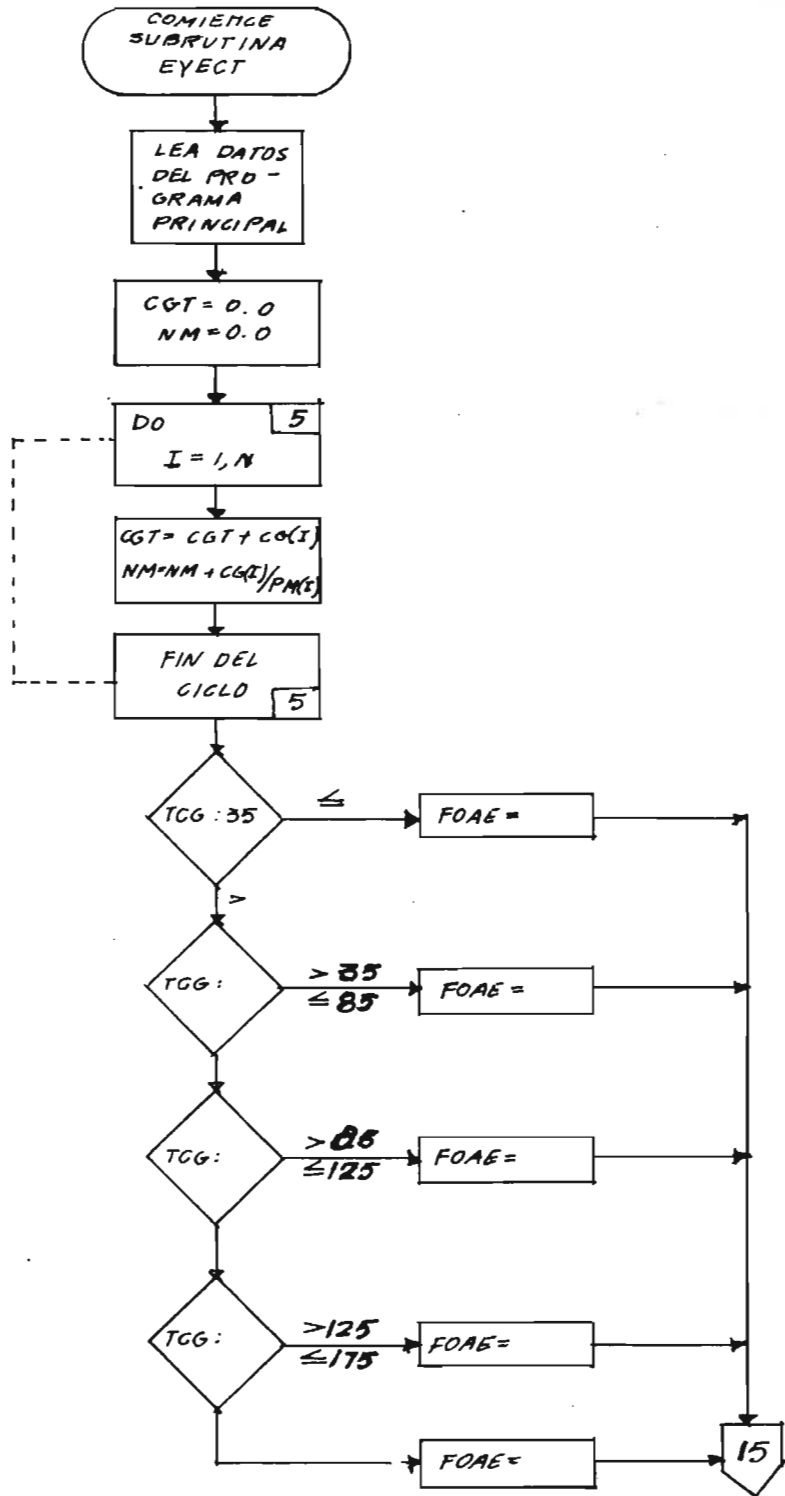 COMIENCE
SUBRUTINA
EYECT
LEA DATOS
DEL PRO-
GRAMA
PRINCIPAL
CGT = 0.0
NM = 0.0
DO 5
I = 1, N
CGT = CGT + CG(I)
NM=NM + CG(I)/PM(I)
FIN DEL
CICLO
5
TCG : 35
≤
FOAE =
>
TCG :
> 35
≤ 85
FOAE =
TCG :
> 85
≤125
FOAE =
TCG :
>125
≤175
FOAE =
FOAE =
15